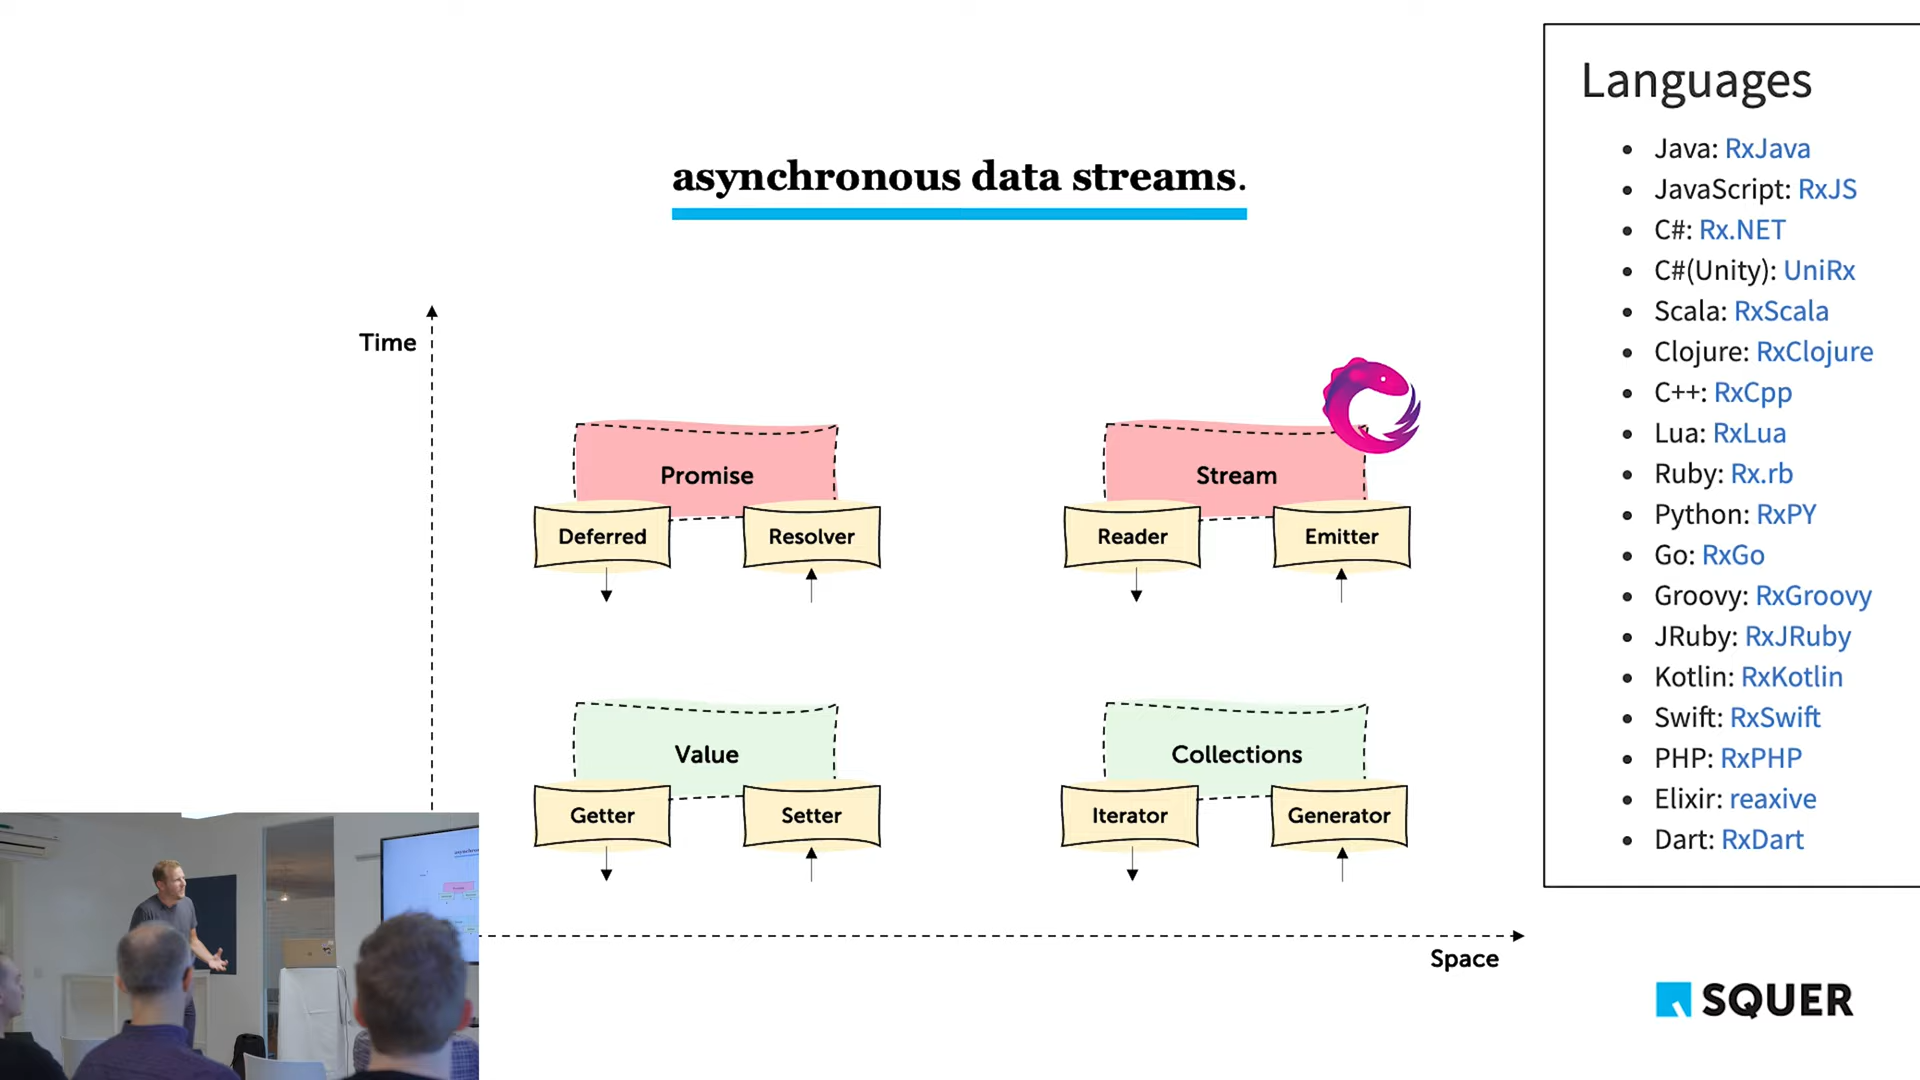 asynchronous data streams.
Time
Promise
Deferred
Resolver
Stream
Reader
Emitter
Value
Getter
Setter
Collections
Iterator
Generator
Space
Languages
Java: RxJava
JavaScript: RxJS
C#: Rx.NET
C#(Unity): UniRx
Scala: RxScala
Clojure: RxClojure
C++: RxCpp
Lua: RxLua
Ruby: Rx.rb
Python: RxPY
Go: RxGo
Groovy: RxGroovy
JRuby: RxJRuby
Kotlin: RxKotlin
Swift: RxSwift
PHP: RxPHP
Elixir: reaxive
Dart: RxDart
SQUER